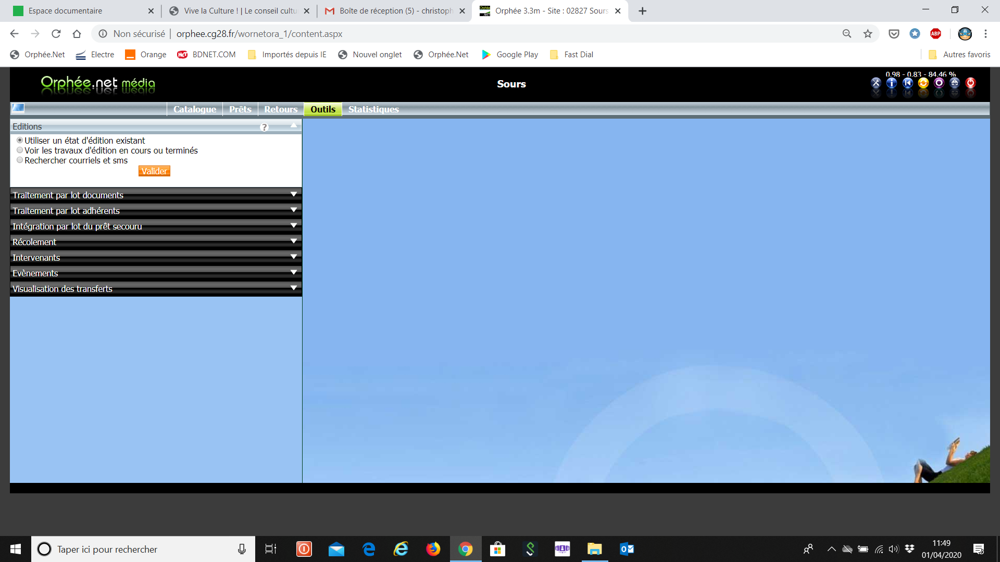 Espace documentaire
Vive la Culture ! | Le conseil cultu
Boîte de réception (5) - christoph
Orphée 3.3m - Site : 02827 Sours
Non sécurisé
orphee.cg28.fr/wornetora_1/content.aspx
ABP
Orphée.Net
Electre
Orange
BDNET.COM
Importés depuis IE
Nouvel onglet
Orphée.Net
Google Play
Fast Dial
Autres favoris
Orphée.net média
Sours
0.98 - 0.83 - 84.46 %
Catalogue
Prêts
Retours
Outils
Statistiques
Editions
?
Utiliser un état d'édition existant
Voir les travaux d'édition en cours ou terminés
Rechercher courriels et sms
Valider
Traitement par lot documents
Traitement par lot adhérents
Intégration par lot du prêt secouru
Récolement
Intervenants
Evènements
Visualisation des transferts
Taper ici pour rechercher
11:49
01/04/2020